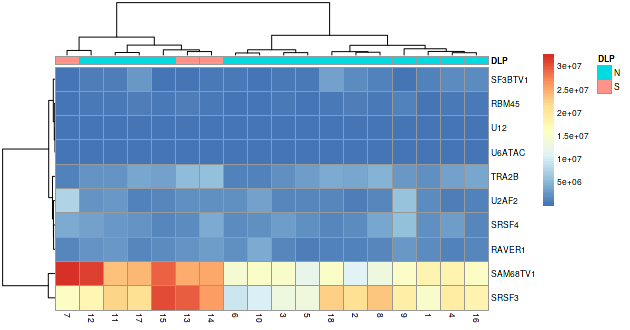 DLP
SF3BTV1
RBM45
U12
U6ATAC
TRA2B
U2AF2
SRSF4
RAVER1
SAM68TV1
SRSF3
7 12 11 17 15 13 14 6 10 3 5 18 2 8 9 1 4 16
3e+07
2.5e+07
2e+07
1.5e+07
1e+07
5e+06
DLP
N
S